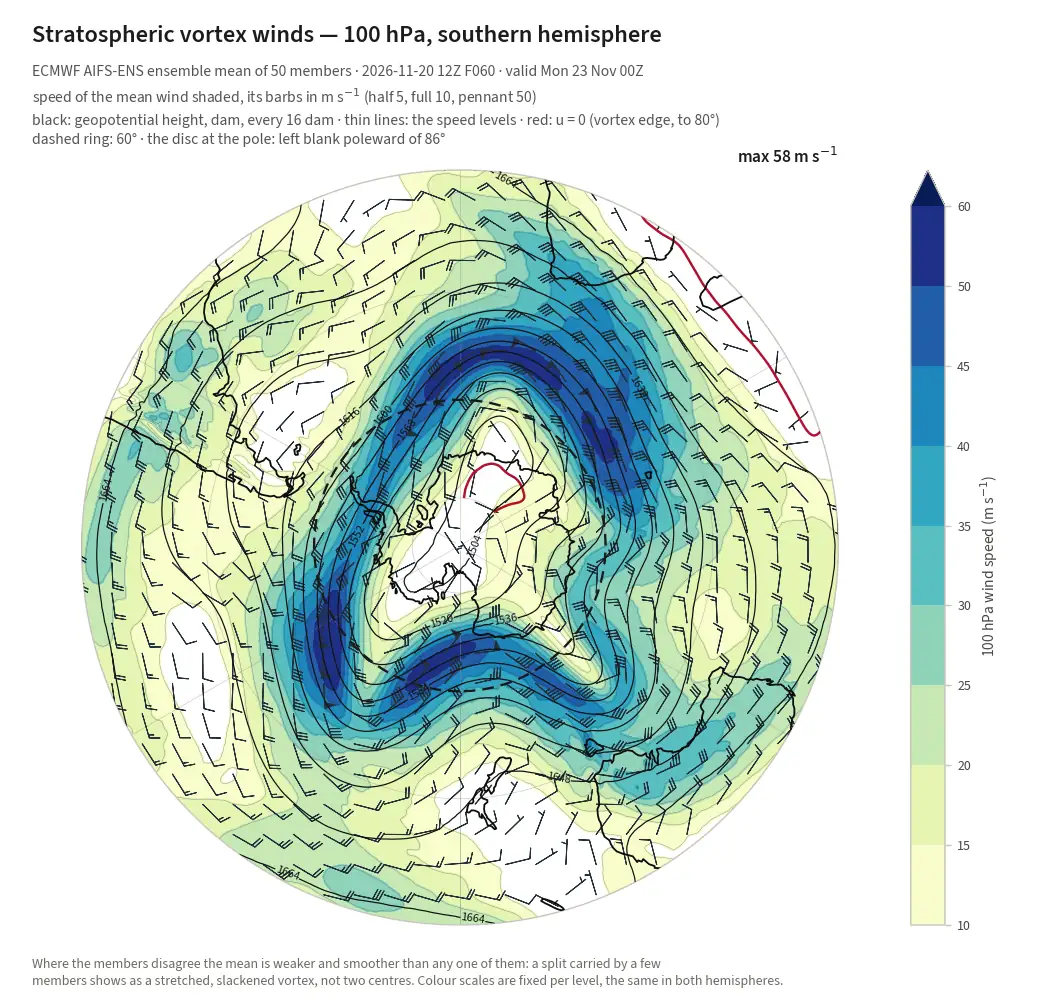 Stratospheric vortex winds — 100 hPa, southern hemisphere
ECMWF AIFS-ENS ensemble mean of 50 members · 2026-11-20 12Z F060 · valid Mon 23 Nov 00Z
speed of the mean wind shaded, its barbs in m s⁻¹ (half 5, full 10, pennant 50)
black: geopotential height, dam, every 16 dam · thin lines: the speed levels · red: u = 0 (vortex edge, to 80°)
dashed ring: 60° · the disc at the pole: left blank poleward of 86°
max 58 m s⁻¹
1664
1616
1600
1664
1552
1504
1520
1536
1648
1664
1664
60
50
45
40
35
30
25
20
15
10
100 hPa wind speed (m s⁻¹)
Where the members disagree the mean is weaker and smoother than any one of them: a split carried by a few
members shows as a stretched, slackened vortex, not two centres. Colour scales are fixed per level, the same in both hemispheres.